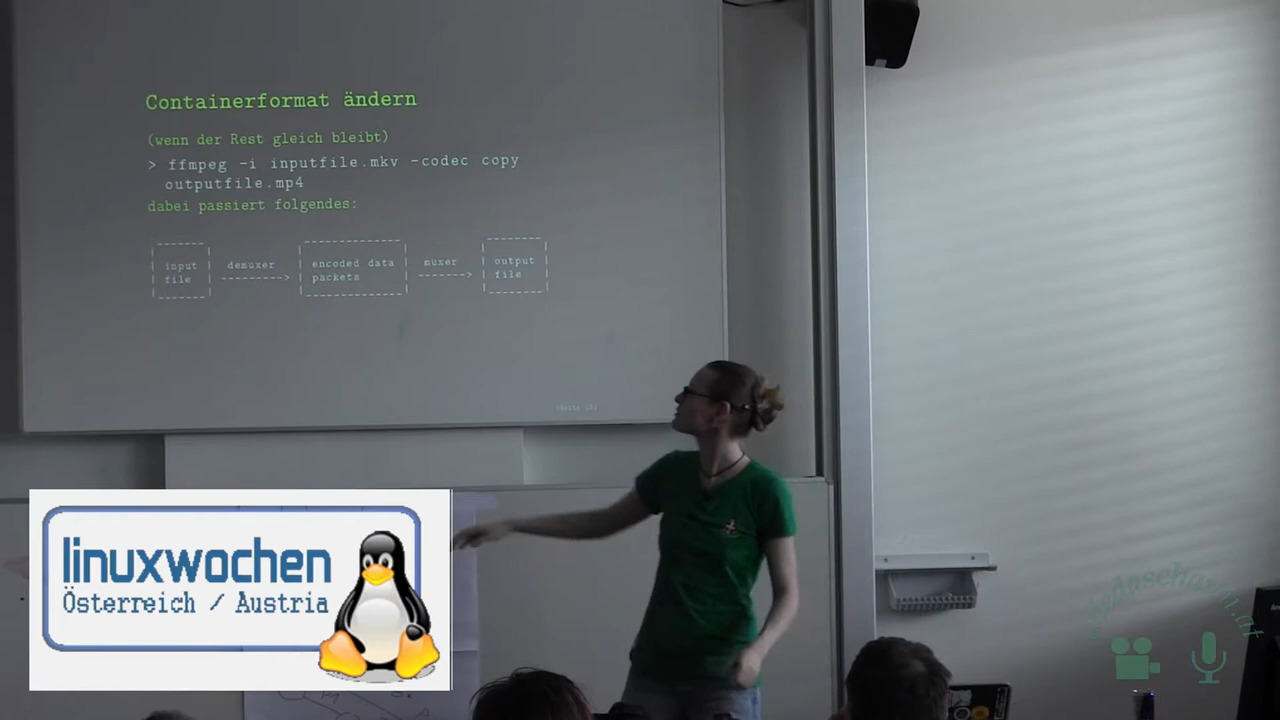 Containerformat ändern
(wenn der Rest gleich bleibt)
> ffmpeg -i inputfile.mkv -codec copy
outputfile.mp4
dabei passiert folgendes:
input
file
demuxer
encoded data
packets
muxer
output
file
linuxwochen
Österreich / Austria